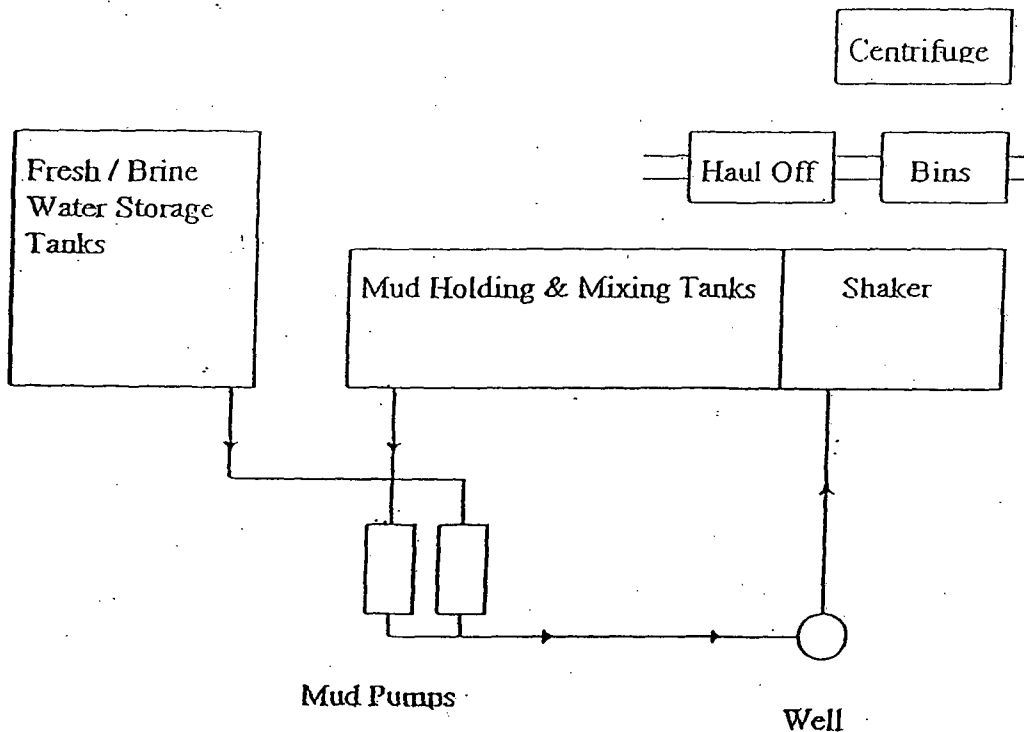 Centrifuge
Fresh / Brine
Water Storage
Tanks
Haul Off
Bins
Mud Holding & Mixing Tanks
Shaker
Mud Pumps
Well